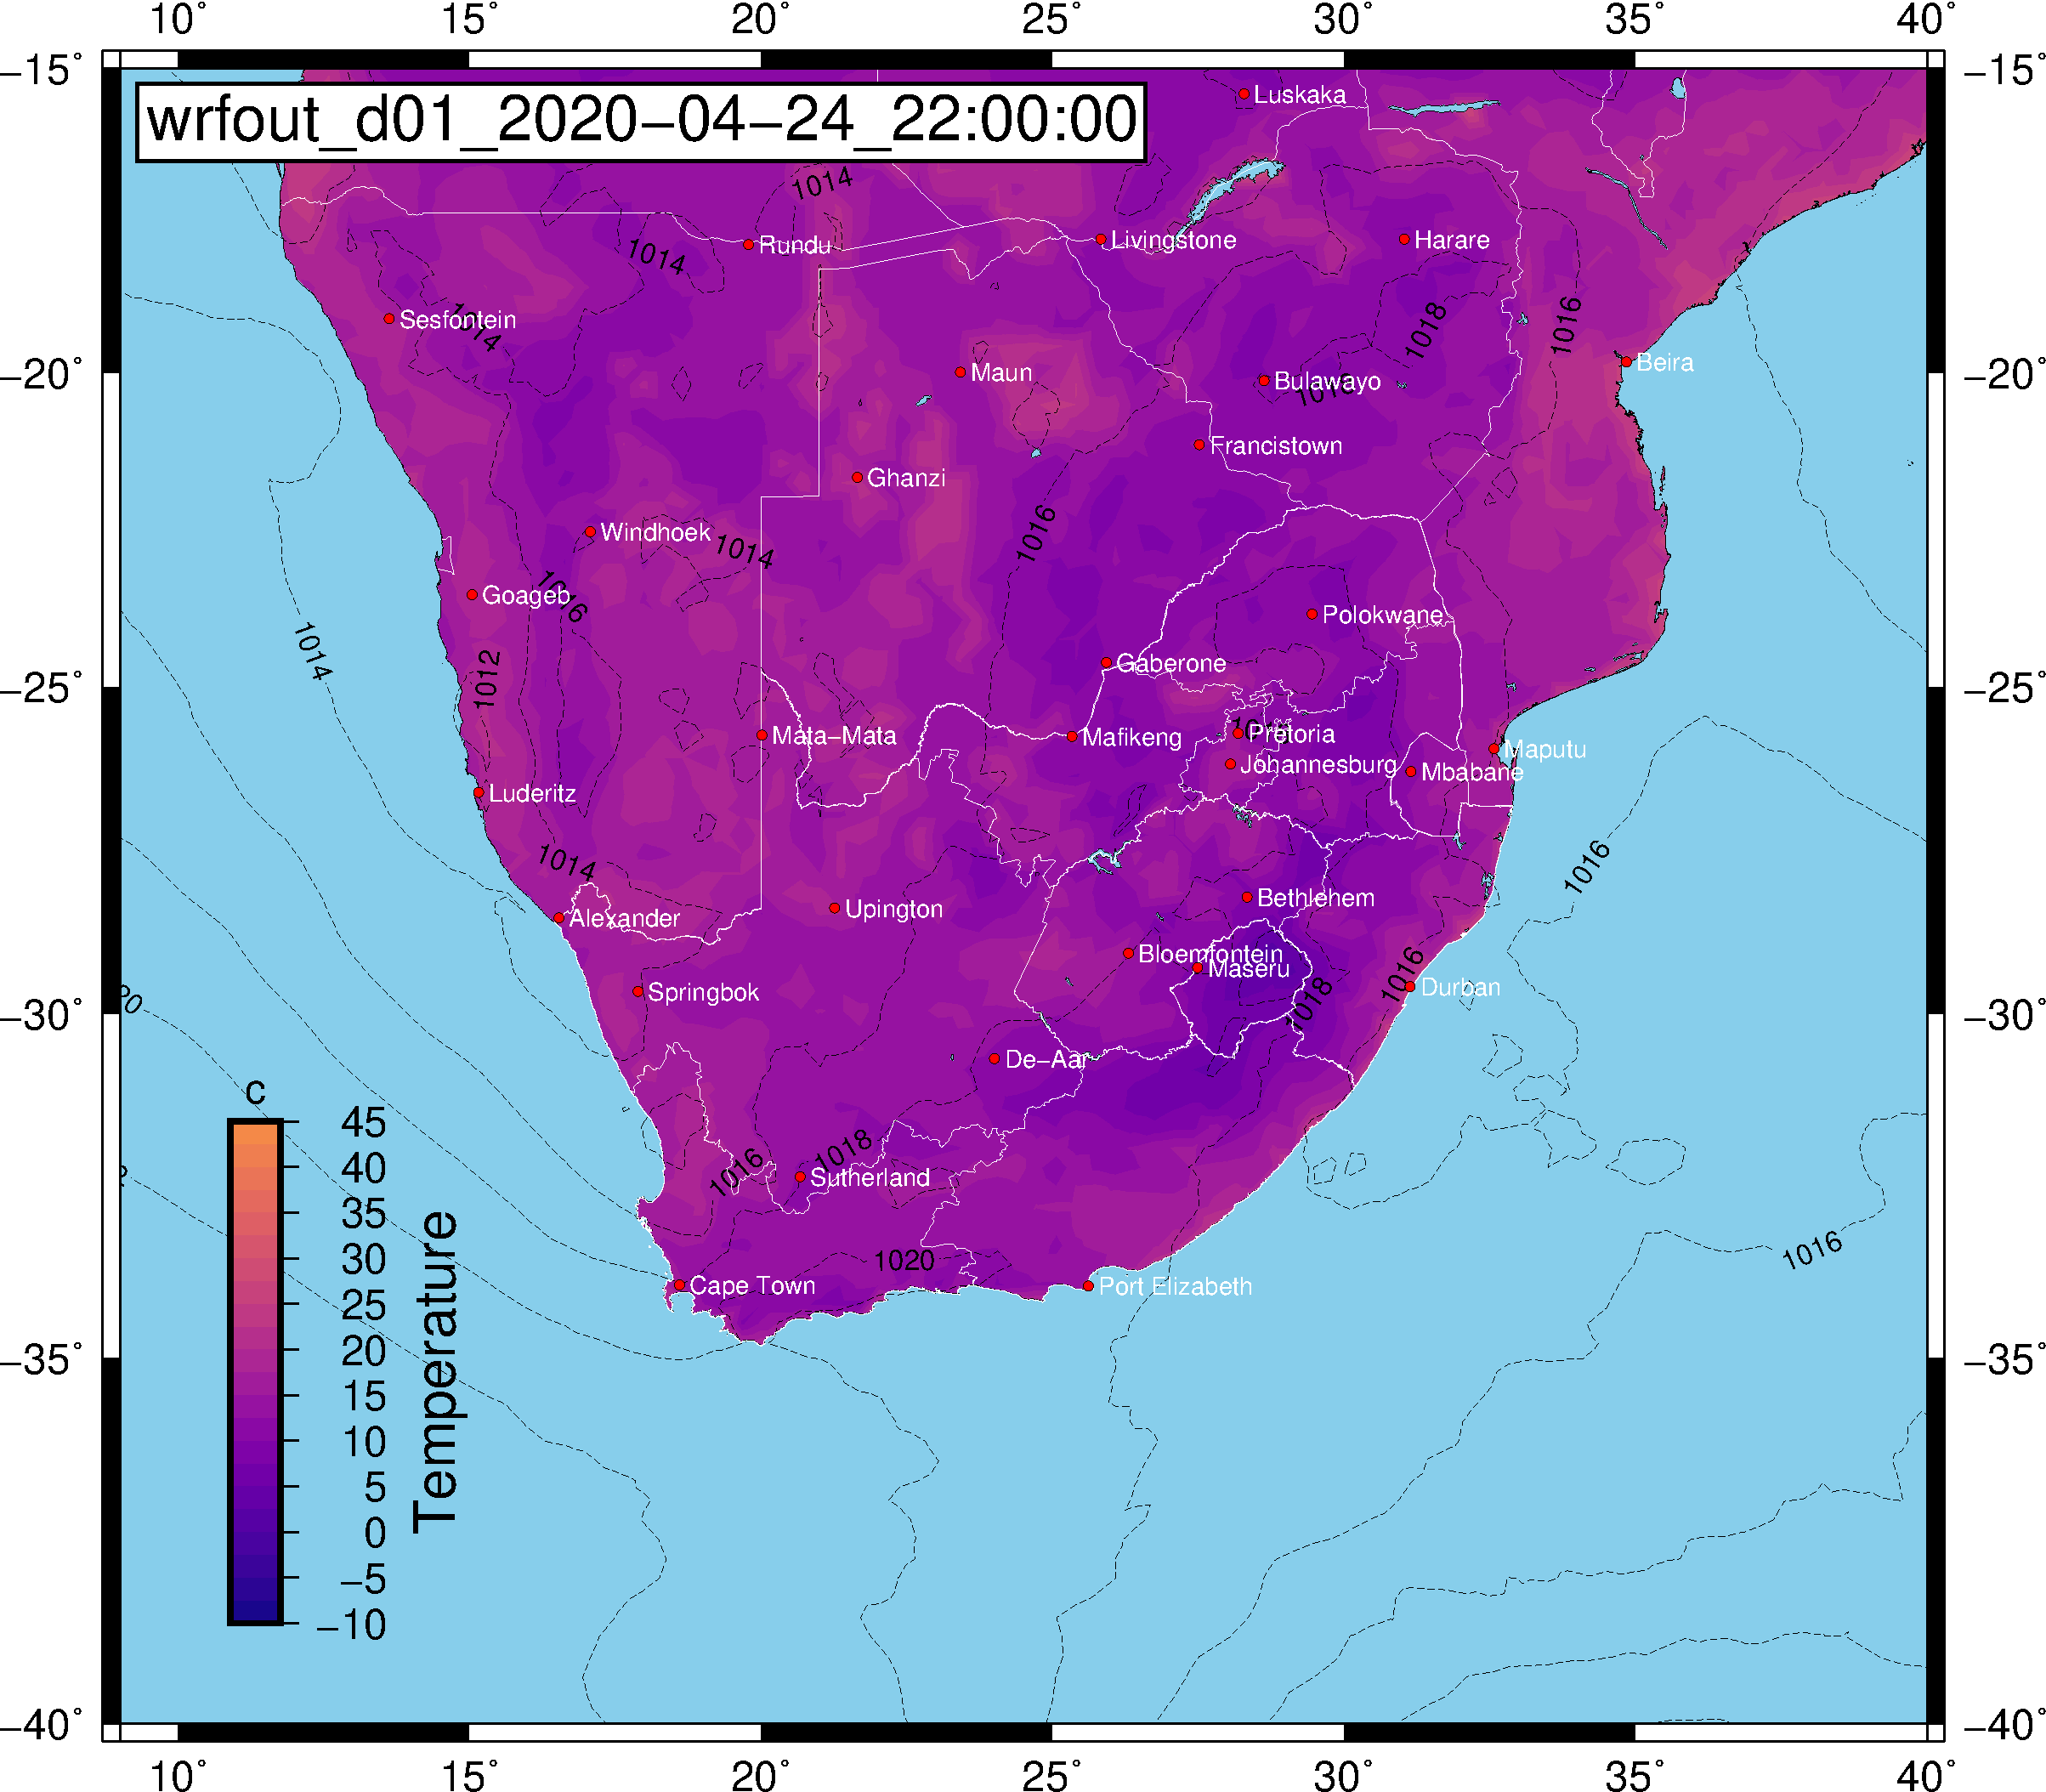 10° 15° 20° 25° 30° 35° 40°
−15° −15°
wrfout_d01_2020−04−24_22:00:00
Luskaka
1014
Rundu
Livingstone
Harare
1014
Sesfontein
1014
1018
1016
−20° −20°
Maun
Bulawayo
1018
Beira
Francistown
Ghanzi
Windhoek
1014
1016
Goageb
1016
Polokwane
1014
1012
Gaberone
−25° −25°
Mata−Mata
Mafikeng
Pretoria
Johannesburg
Mbabane
Maputu
Luderitz
1014
1016
Alexander
Upington
Bethlehem
Bloemfontein
Maseru
1016
Durban
1018
20
Springbok
−30° −30°
De−Aar
1016
1018
Sutherland
1020
1016
Cape Town
Port Elizabeth
−35° −35°
c
45
40
35
30
25
20
15
10
5
0
−5
−10
Temperature
−40° −40°
10° 15° 20° 25° 30° 35° 40°